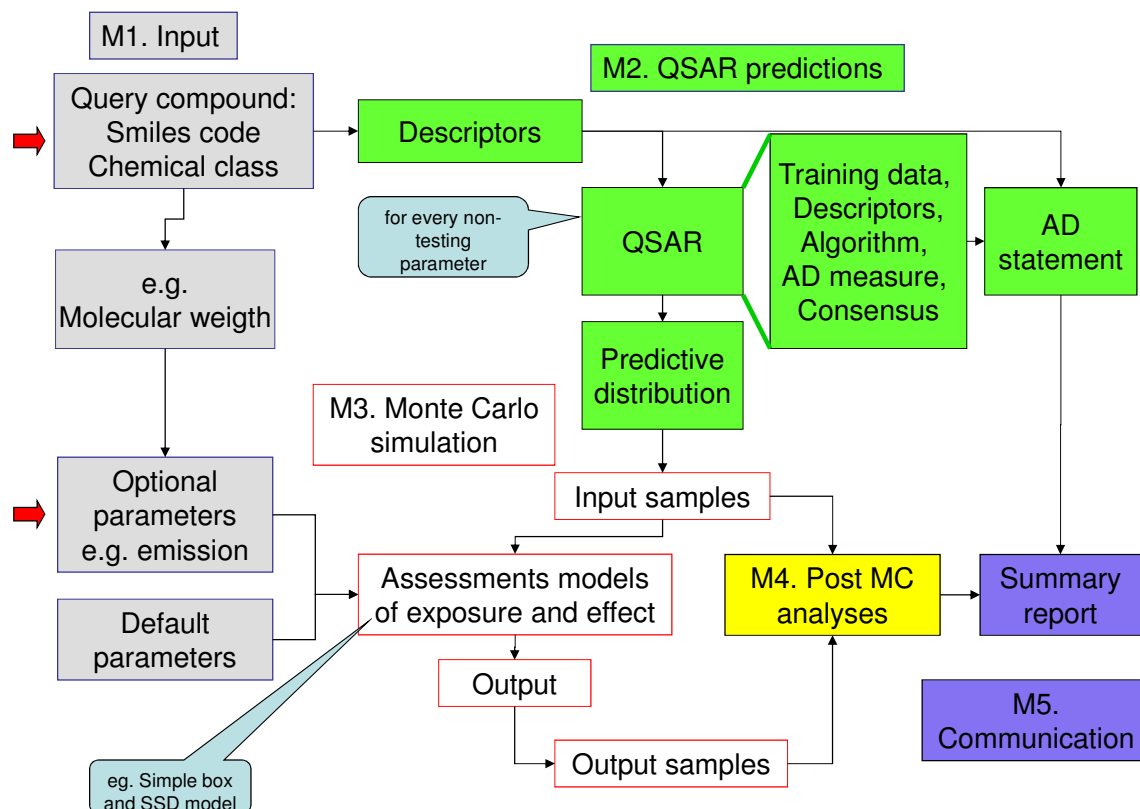 M1. Input
M2. QSAR predictions
Query compound:
Smiles code
Chemical class
Descriptors
for every non-
testing
parameter
QSAR
Training data,
Descriptors,
Algorithm,
AD measure,
Consensus
AD
statement
e.g.
Molecular weigth
Predictive
distribution
M3. Monte Carlo
simulation
Input samples
Optional
parameters
e.g. emission
Default
parameters
Assessments models
of exposure and effect
M4. Post MC
analyses
Summary
report
Output
Output samples
M5.
Communication
eg. Simple box
and SSD model